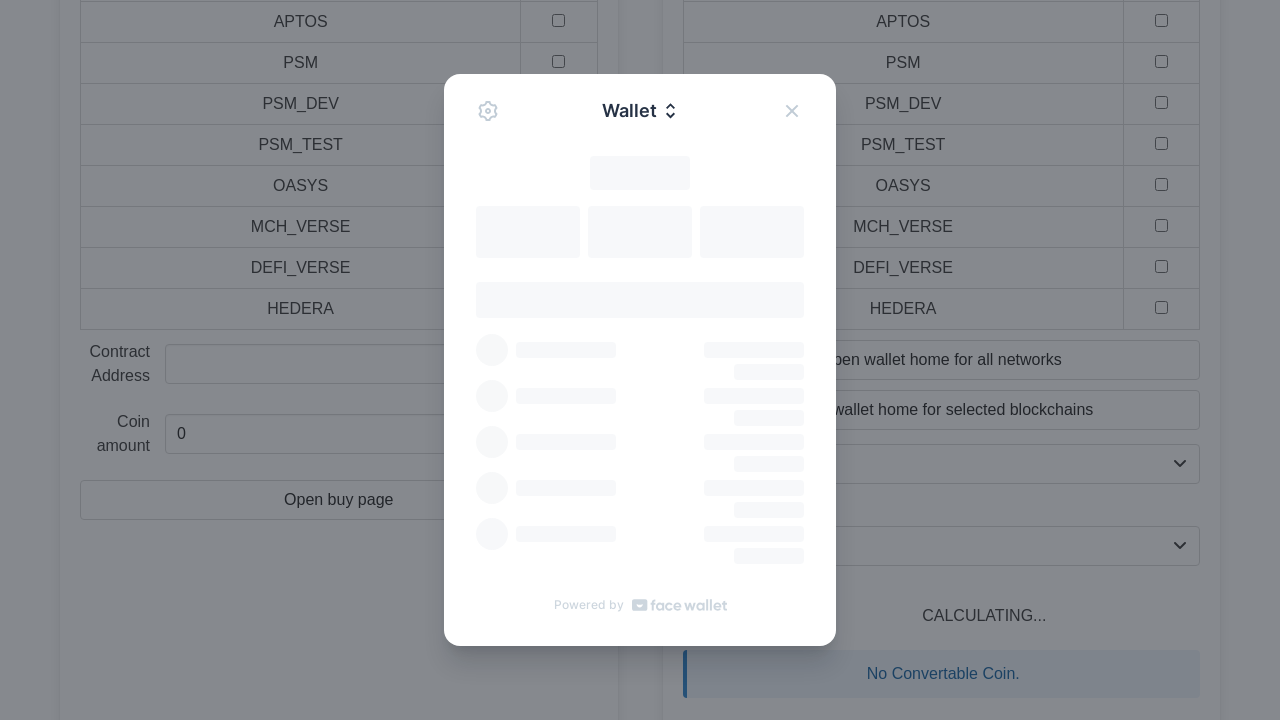 APTOS
PSM
PSM_DEV
PSM_TEST
OASYS
MCH_VERSE
DEFI_VERSE
HEDERA
Contract
Address
Coin
amount
0
Open buy page
Wallet
Powered by face wallet
APTOS
PSM
PSM_DEV
PSM_TEST
OASYS
MCH_VERSE
DEFI_VERSE
HEDERA
wallet home for all networks
wallet home for selected blockchains
CALCULATING...
No Convertable Coin.